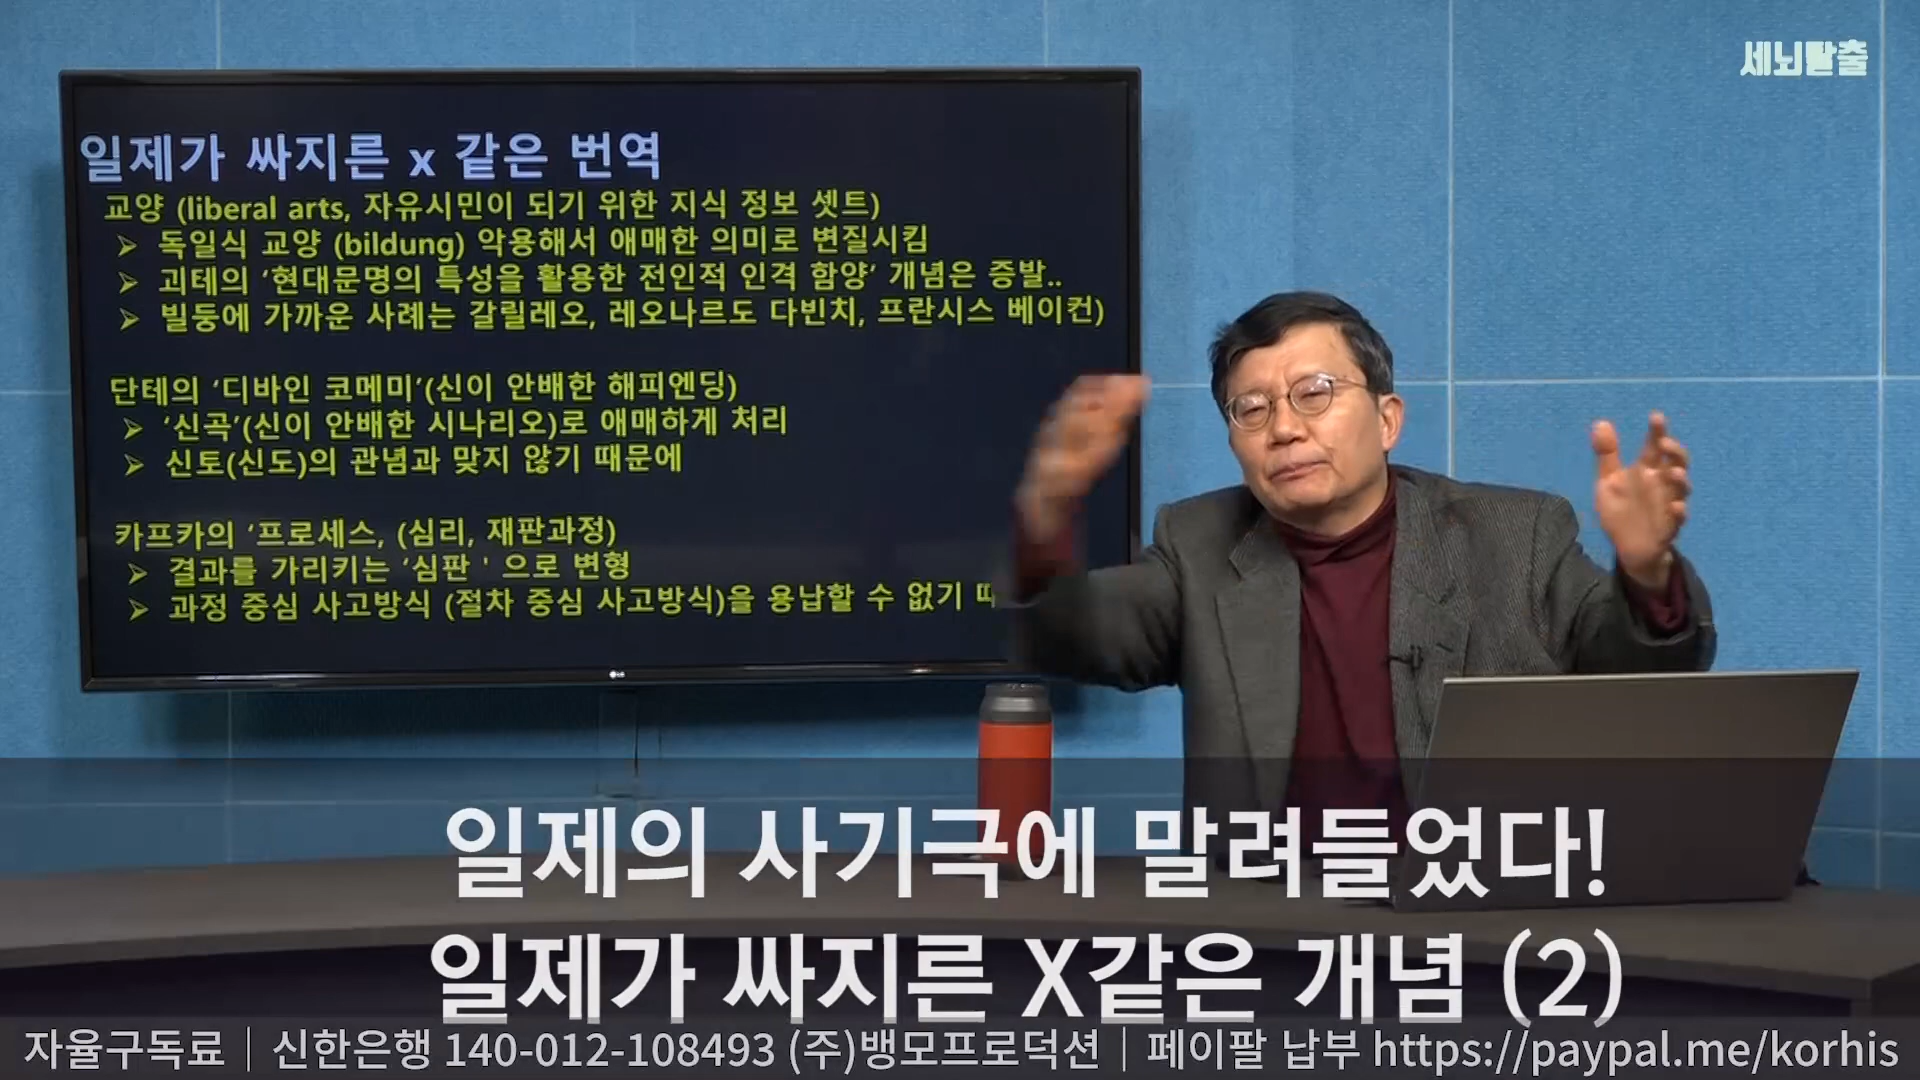 세뇌탈출
일제가 싸지른 x 같은 번역
교양 (liberal arts, 자유시민이 되기 위한 지식 정보 셋트)
➤ 독일식 교양 (bildung) 악용해서 애매한 의미로 변질시킴
➤ 괴테의 ‘현대문명의 특성을 활용한 전인적 인격 함양’ 개념은 증발..
➤ 빌둥에 가까운 사례는 갈릴레오, 레오나르도 다빈치, 프란시스 베이컨)
단테의 ‘디바인 코메미’(신이 안배한 해피엔딩)
➤ ‘신곡’(신이 안배한 시나리오)로 애매하게 처리
➤ 신토(신도)의 관념과 맞지 않기 때문에
카프카의 ‘프로세스, (심리, 재판과정)
➤ 결과를 가리키는 ‘심판 ' 으로 변형
➤ 과정 중심 사고방식 (절차 중심 사고방식)을 용납할 수 없기
일제의 사기극에 말려들었다!
일제가 싸지른 X같은 개념 (2)
자율구독료 | 신한은행 140-012-108493 (주)뱅모프로덕션 | 페이팔 납부 https://paypal.me/korhis